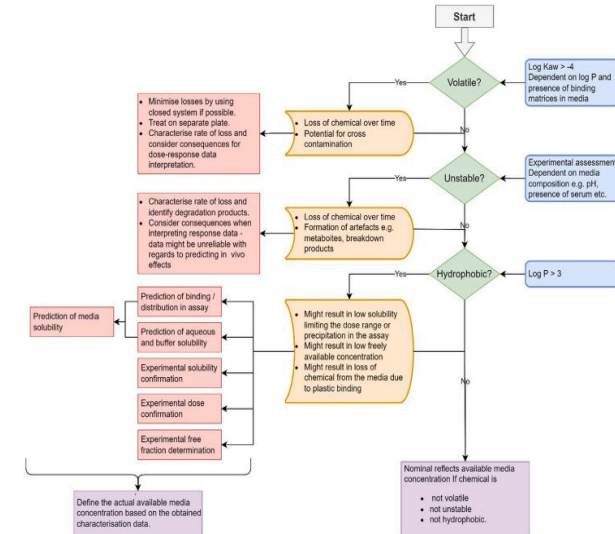 Start
Volatile?
Log Kaw > -4
Dependent on log P and
presence of binding
matrices in media
Yes
No
• Loss of chemical over time
• Potential for cross
contamination
• Minimise losses by using
closed system if possible.
• Treat on separate plate.
• Characterise rate of loss and
consider consequences for
dose-response data
interpretation.
Unstable?
Experimental assessment
Dependent on media
composition e.g. pH,
presence of serum etc.
Yes
No
• Loss of chemical over time
• Formation of artefacts e.g.
metaboites, breakdown
products
• Characterise rate of loss and
identify degradation products.
• Consider consequences when
interpreting response data -
data might be unreliable with
regards to predicting in vivo
effects
Hydrophobic?
Log P > 3
Yes
No
• Might result in low solubility
limiting the dose range or
precipitation in the assay
• Might result in low freely
available concentration
• Might result in loss of
chemical from the media due
to plastic binding
Prediction of binding /
distribution in assay
Prediction of aqueous
and buffer solubility
Prediction of media
solubility
Experimental solubility
confirmation
Experimental dose
confirmation
Experimental free
fraction determination
Define the actual available media
concentration based on the obtained
characterisation data.
Nominal reflects available media
concentration If chemical is
• not volatile
• not unstable
• not hydrophobic.